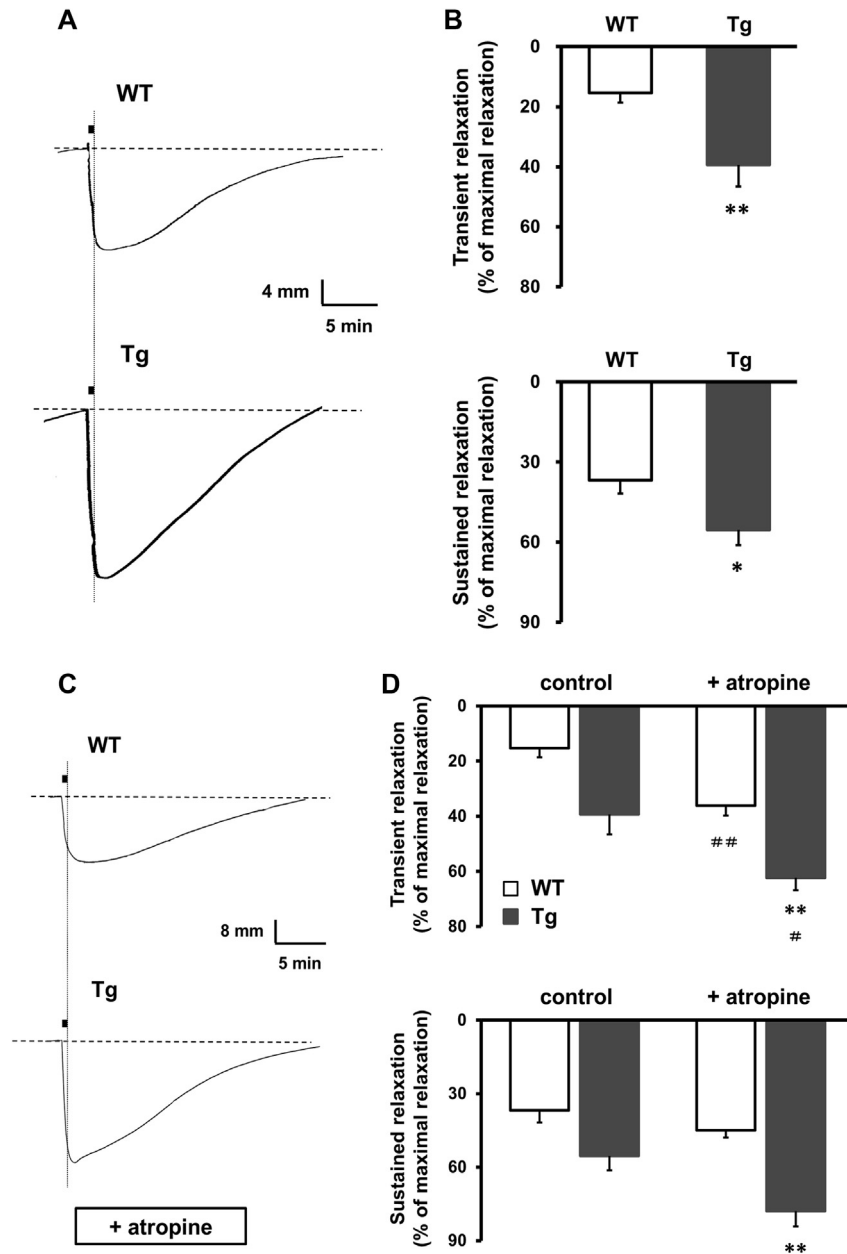 A
WT
4 mm
5 min
Tg
B
WT Tg
0
20
40
60
80
**
Transient relaxation
(% of maximal relaxation)
WT Tg
0
30
60
90
*
Sustained relaxation
(% of maximal relaxation)
C
WT
8 mm
5 min
Tg
+ atropine
D
control + atropine
0
20
40
60
80
##
WT
Tg
**
#
Transient relaxation
(% of maximal relaxation)
control + atropine
0
30
60
90
**
Sustained relaxation
(% of maximal relaxation)